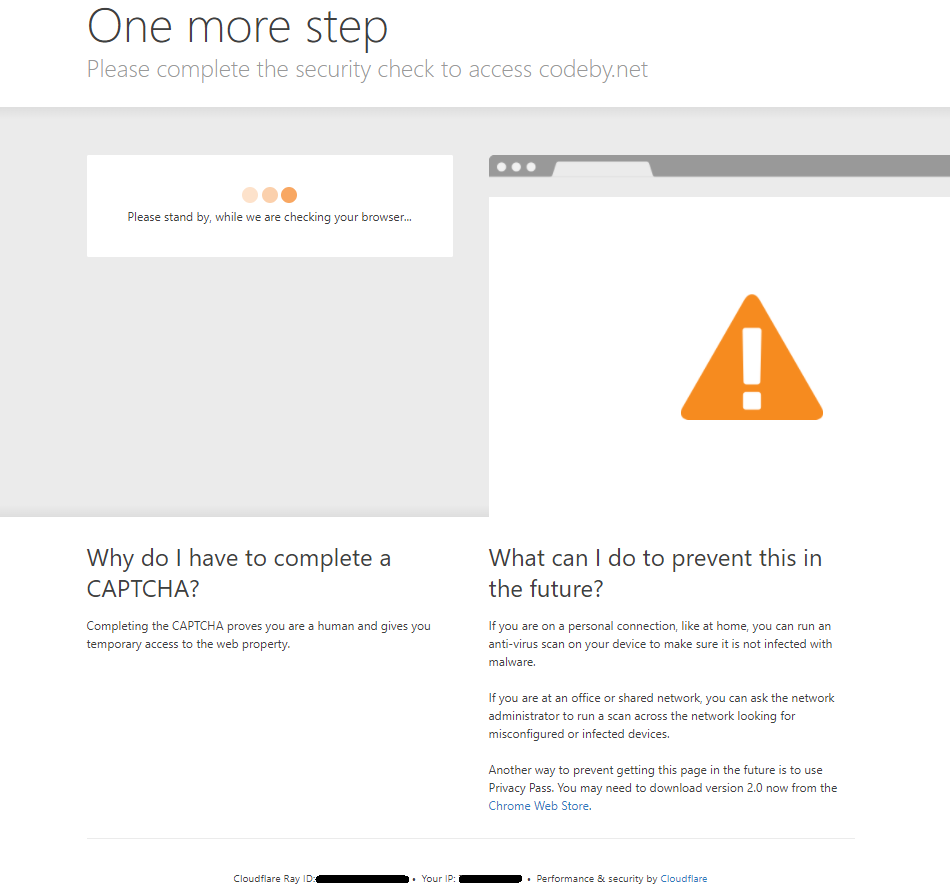 One more step
Please complete the security check to access codeby.net
Please stand by, while we are checking your browser...
Why do I have to complete a
CAPTCHA?
Completing the CAPTCHA proves you are a human and gives you
temporary access to the web property.
What can I do to prevent this in
the future?
If you are on a personal connection, like at home, you can run an
anti-virus scan on your device to make sure it is not infected with
malware.
If you are at an office or shared network, you can ask the network
administrator to run a scan across the network looking for
misconfigured or infected devices.
Another way to prevent getting this page in the future is to use
Privacy Pass. You may need to download version 2.0 now from the
Chrome Web Store.
Cloudflare Ray ID: • Your IP: • Performance & security by Cloudflare